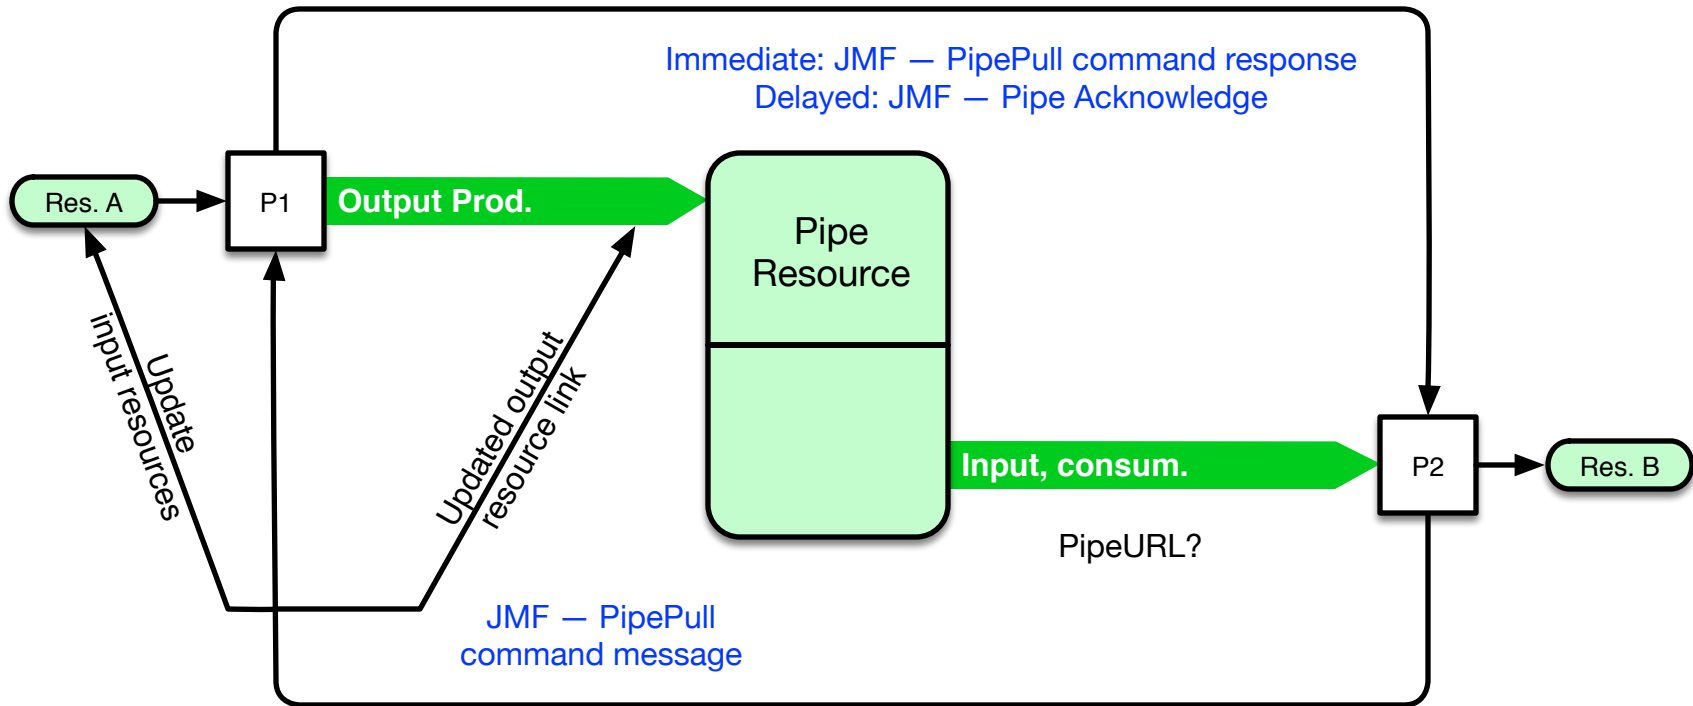 Immediate: JMF — PipePull command response
Delayed: JMF — Pipe Acknowledge
Res. A
P1
Output Prod.
Pipe
Resource
Update
input resources
Updated output
resource link
Input, consum.
P2
Res. B
PipeURL?
JMF — PipePull
command message